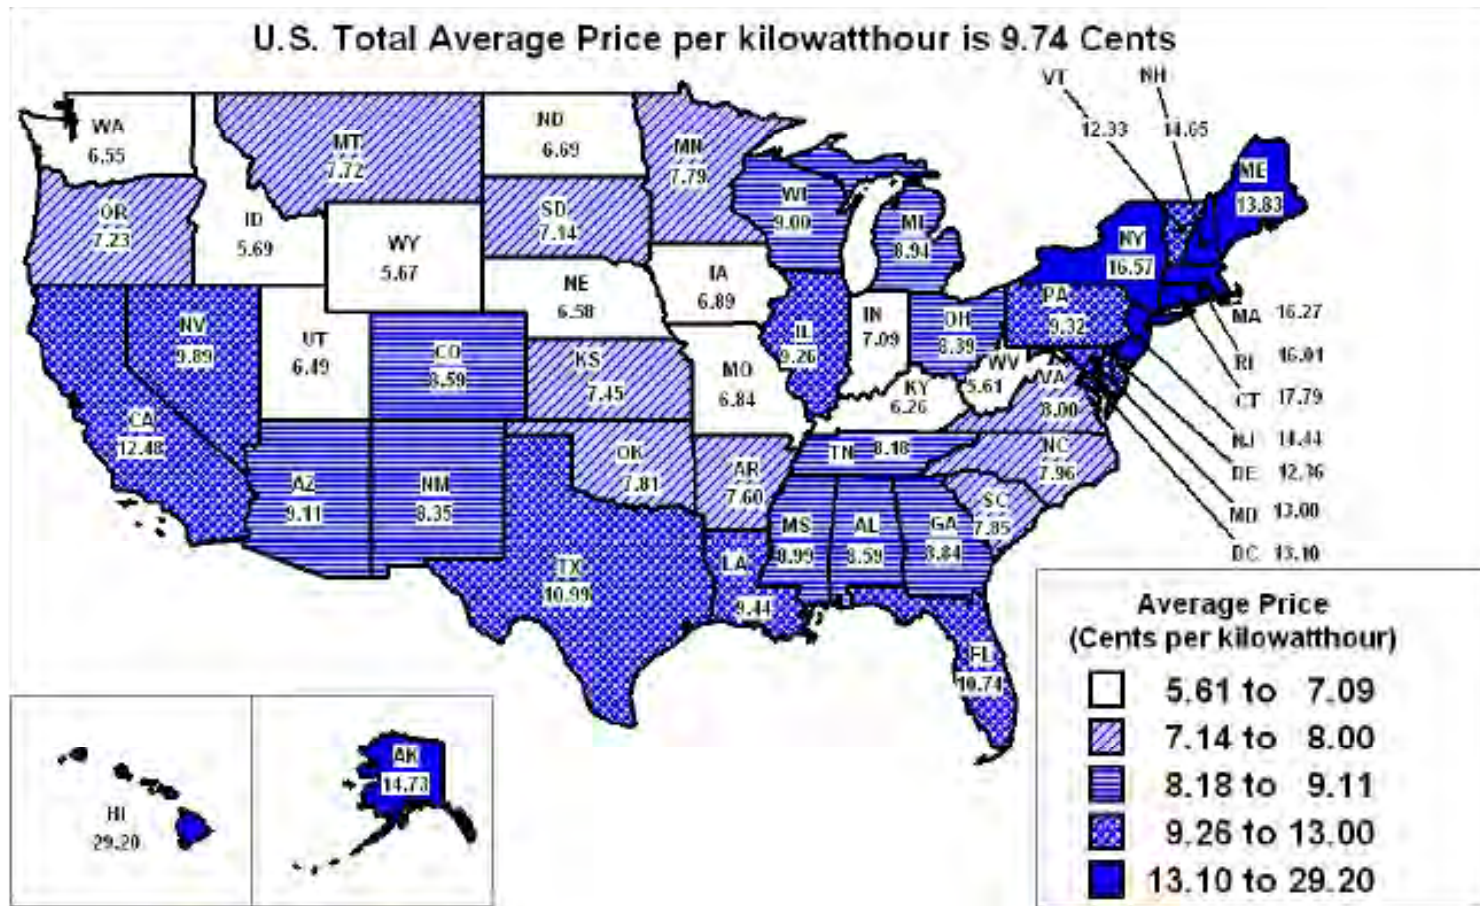 U.S. Total Average Price per kilowatthour is 9.74 Cents
VT
12.33
NH
14.65
WA
6.55
MT
7.72
ND
6.69
MN
7.79
ME
13.83
OR
7.23
ID
5.69
WY
5.67
SD
7.14
WI
9.00
MI
8.94
NY
16.57
NE
6.58
IA
6.89
PA
9.32
MA 16.27
NV
9.89
UT
6.49
CO
8.59
KS
7.45
MO
6.84
IL
9.26
IN
7.09
OH
8.39
WV
5.61
VA
8.00
KY
6.26
RI 16.01
CT 17.79
NJ 14.44
DE 12.36
MD 13.00
DC 13.10
CA
12.48
AZ
9.11
NM
8.35
OK
7.81
AR
7.60
TN 8.18
NC
7.96
SC
7.85
TX
10.99
LA
9.44
MS
8.99
AL
8.59
GA
8.84
FL
10.74
HI
29.20
AK
14.73
Average Price
(Cents per kilowatthour)
5.61 to 7.09
7.14 to 8.00
8.18 to 9.11
9.26 to 13.00
13.10 to 29.20